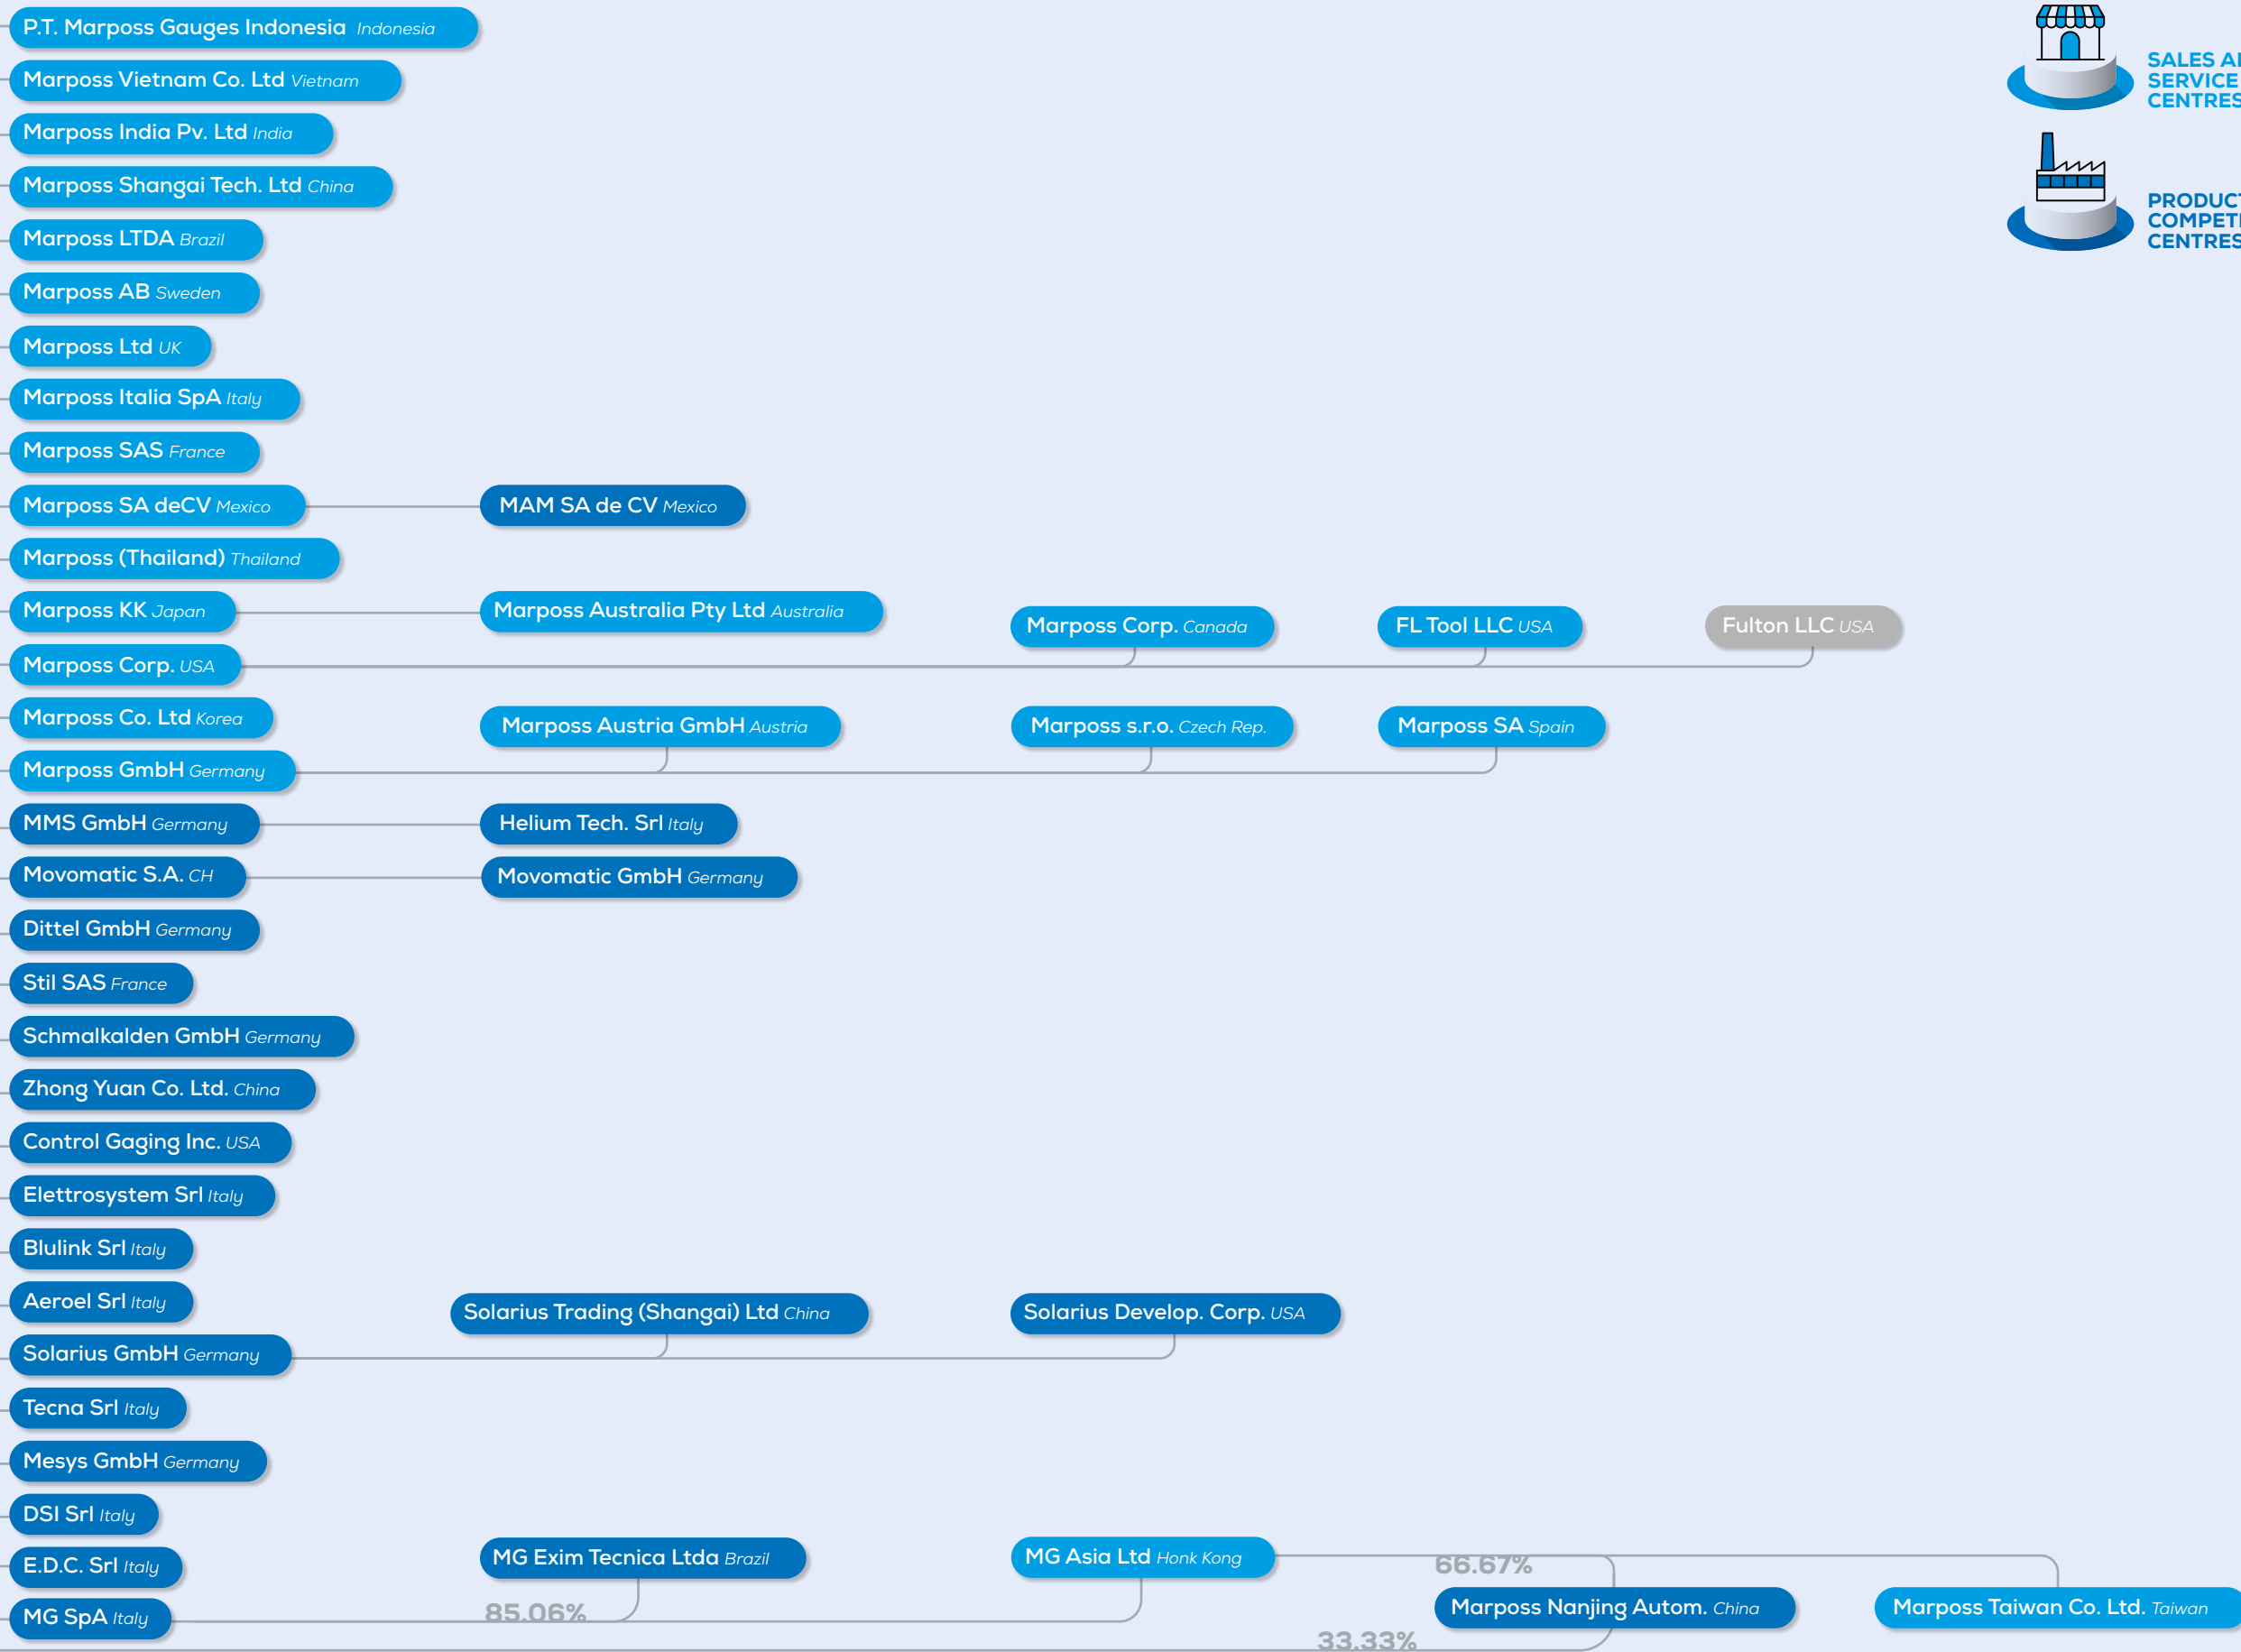 P.T. Marposs Gauges Indonesia Indonesia
Marposs Vietnam Co. Ltd Vietnam
Marposs India Pv. Ltd India
Marposs Shangai Tech. Ltd China
Marposs LTDA Brazil
Marposs AB Sweden
Marposs Ltd UK
Marposs Italia SpA Italy
Marposs SAS France
Marposs SA deCV Mexico
MAM SA de CV Mexico
Marposs (Thailand) Thailand
Marposs KK Japan
Marposs Australia Pty Ltd Australia
Marposs Corp. Canada
FL Tool LLC USA
Fulton LLC USA
Marposs Corp. USA
Marposs Co. Ltd Korea
Marposs Austria GmbH Austria
Marposs s.r.o. Czech Rep.
Marposs SA Spain
Marposs GmbH Germany
MMS GmbH Germany
Helium Tech. Srl Italy
Movomatic S.A. CH
Movomatic GmbH Germany
Dittel GmbH Germany
Stil SAS France
Schmalkalden GmbH Germany
Zhong Yuan Co. Ltd. China
Control Gaging Inc. USA
Elettrosystem Srl Italy
Blulink Srl Italy
Aeroel Srl Italy
Solarius Trading (Shangai) Ltd China
Solarius Develop. Corp. USA
Solarius GmbH Germany
Tecna Srl Italy
Mesys GmbH Germany
DSI Srl Italy
E.D.C. Srl Italy
MG Exim Tecnica Ltda Brazil
MG Asia Ltd Honk Kong
66.67%
MG SpA Italy
85.06%
Marposs Nanjing Autom. China
Marposs Taiwan Co. Ltd. Taiwan
33.33%
SALES
SERVICE
CENTRES
PRODUCT
COMPET
CENTRES